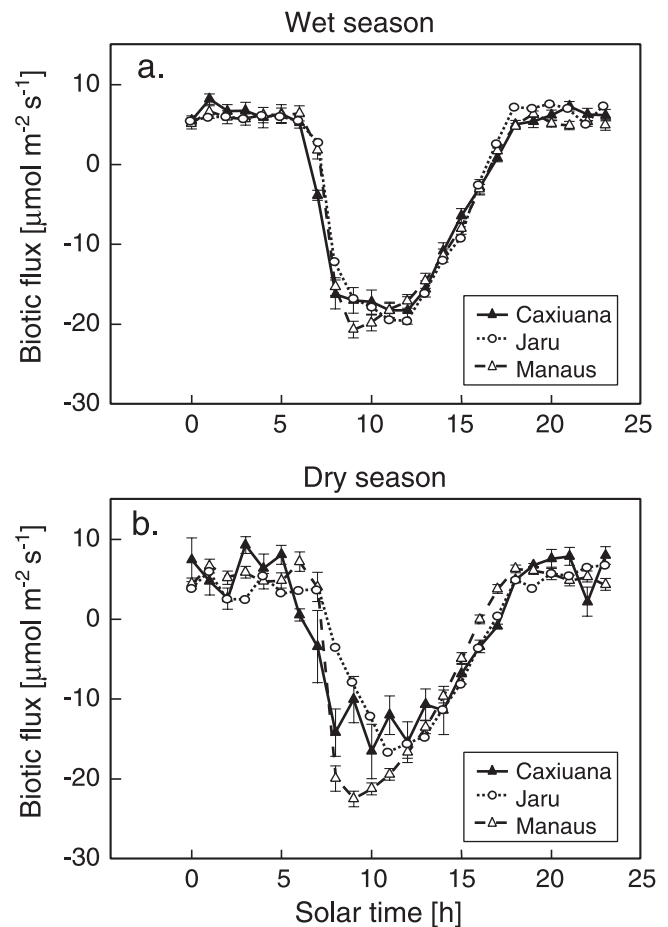 Wet season
a.
Biotic flux [µmol m⁻² s⁻¹]
10
0
-10
-20
-30
0
5
10
15
20
25
Caxiuana
Jaru
Manaus
Dry season
b.
Biotic flux [µmol m⁻² s⁻¹]
10
0
-10
-20
-30
0
5
10
15
20
25
Caxiuana
Jaru
Manaus
Solar time [h]